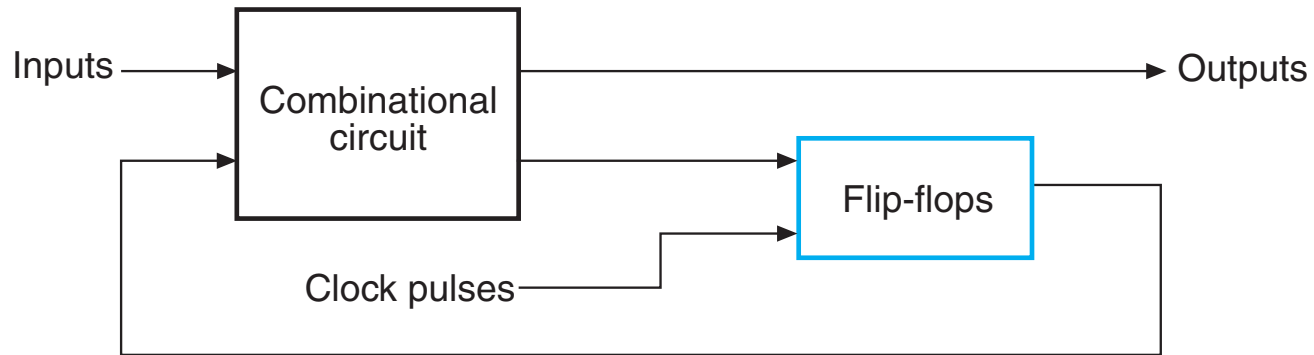 Inputs
Combinational
circuit
Outputs
Flip-flops
Clock pulses